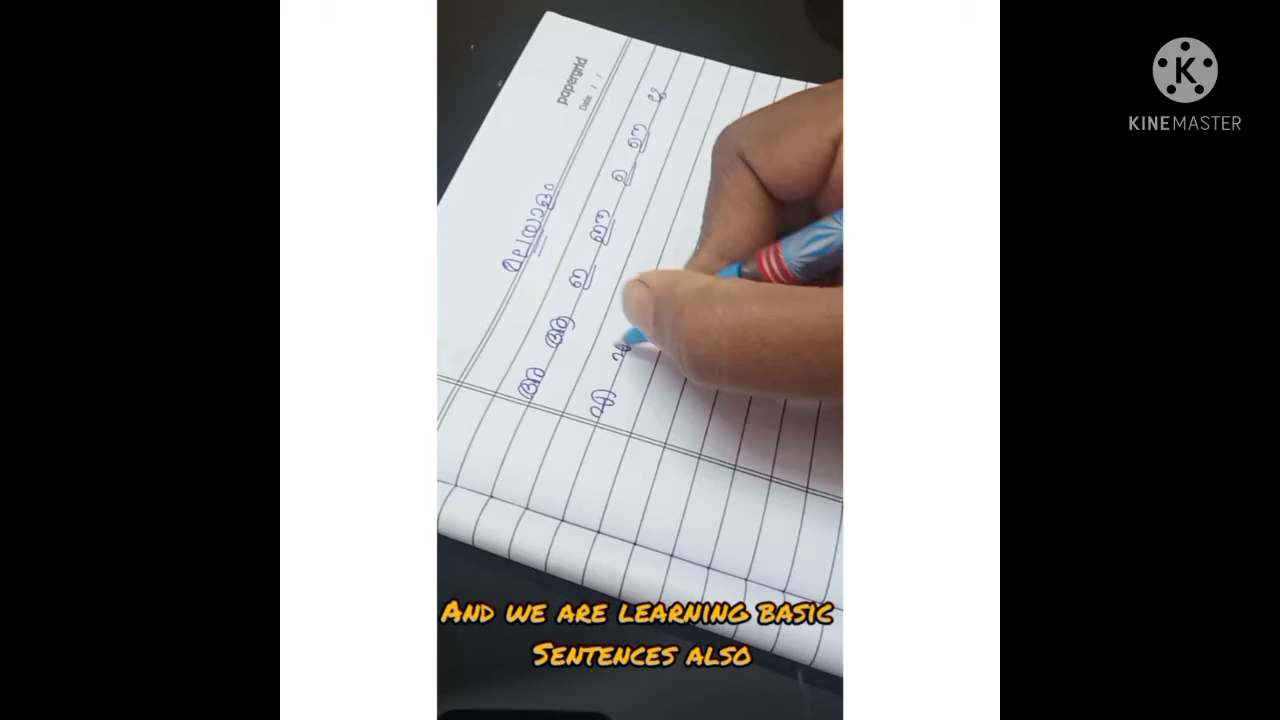 papergrid
Date: / /
മലയാളം
അ ആ ഇ ഈ ഉ ഊ ഋ
എ ഏ
AND WE ARE LEARNING BASIC
SENTENCES ALSO
KINEMASTER